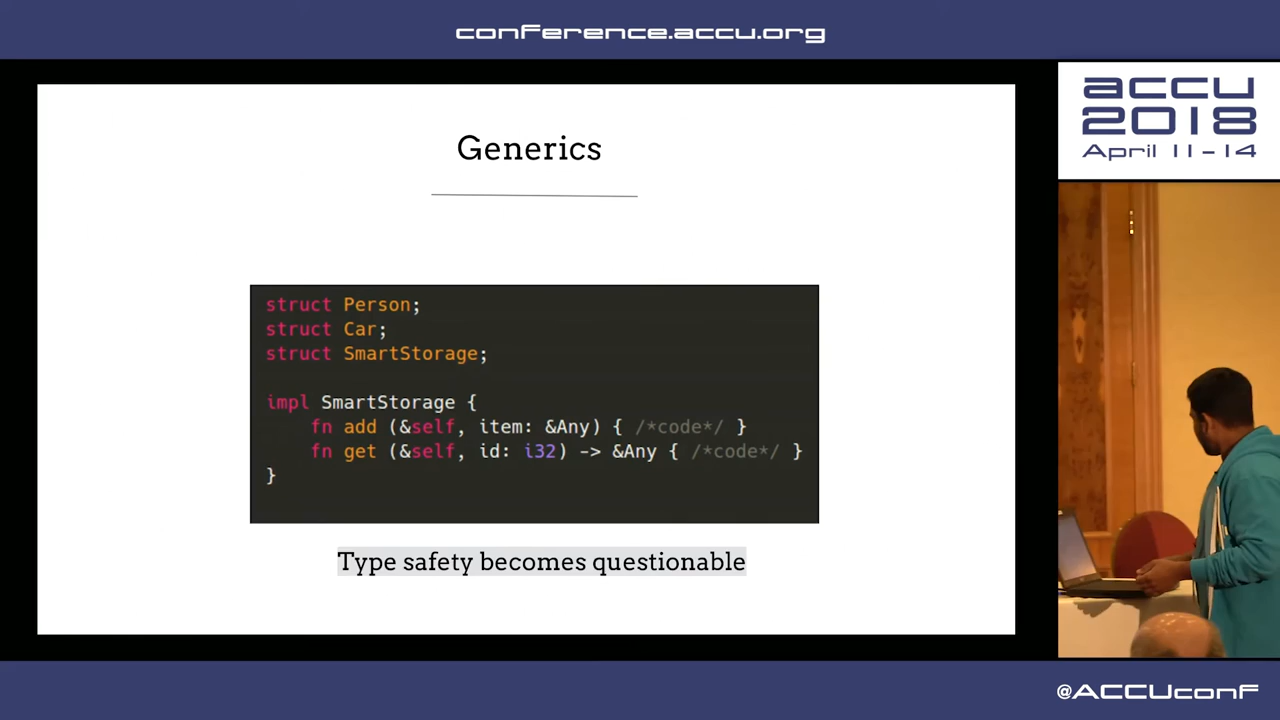 conference.accu.org
accu
2018
April 11-14
Generics
struct Person;
struct Car;
struct SmartStorage;
impl SmartStorage {
    fn add (&self, item: &Any) { /*code*/ }
    fn get (&self, id: i32) -> &Any { /*code*/ }
}
Type safety becomes questionable
@ACCUconf